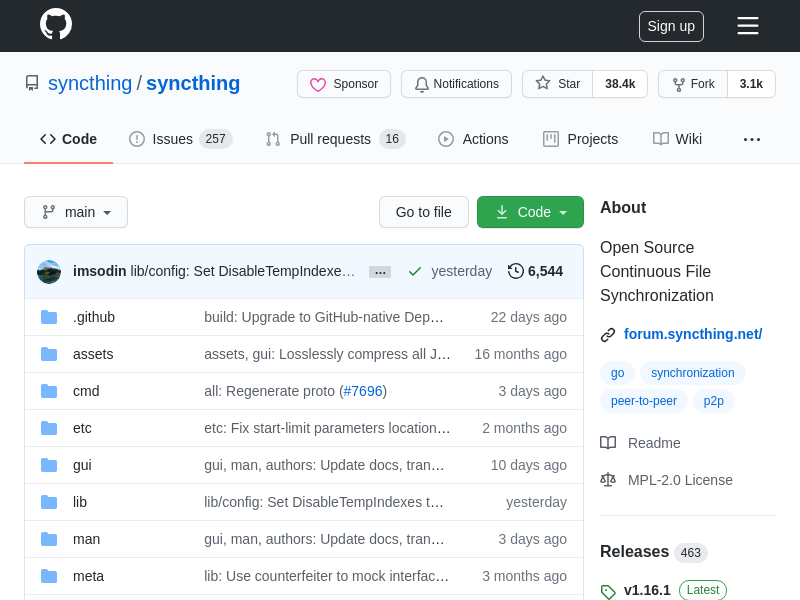 Sign up
syncthing / syncthing
Sponsor Notifications Star 38.4k Fork 3.1k
Code Issues 257 Pull requests 16 Actions Projects Wiki ...
main Go to file Code
imsodin lib/config: Set DisableTempIndexe… ... yesterday 6,544
.github build: Upgrade to GitHub-native Dep… 22 days ago
assets assets, gui: Losslessly compress all J… 16 months ago
cmd all: Regenerate proto (#7696) 3 days ago
etc etc: Fix start-limit parameters location… 2 months ago
gui gui, man, authors: Update docs, tran… 10 days ago
lib lib/config: Set DisableTempIndexes t… yesterday
man gui, man, authors: Update docs, tran… 3 days ago
meta lib: Use counterfeiter to mock interfac… 3 months ago
About
Open Source
Continuous File
Synchronization
forum.syncthing.net/
go synchronization
peer-to-peer p2p
Readme
MPL-2.0 License
Releases 463
v1.16.1 Latest